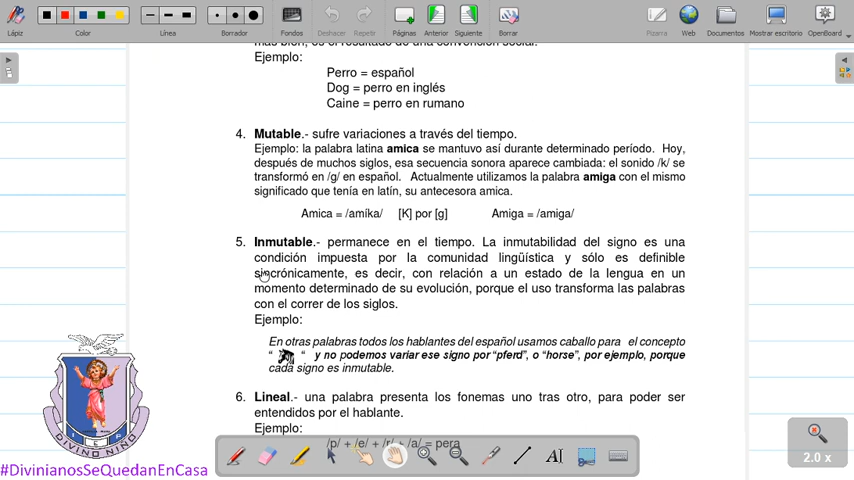 Lápiz Color Línea Borrador Fondos Deshacer Repetir Páginas Anterior Siguiente Borrar Pizarra Web Documentos Mostrar escritorio OpenBoard
mas bien, es el resultado de una convención social.
Ejemplo:
Perro = español
Dog = perro en inglés
Caine = perro en rumano
4. Mutable.- sufre variaciones a través del tiempo.
Ejemplo: la palabra latina amica se mantuvo así durante determinado período. Hoy,
después de muchos siglos, esa secuencia sonora aparece cambiada: el sonido /k/ se
transformó en /g/ en español. Actualmente utilizamos la palabra amiga con el mismo
significado que tenía en latín, su antecesora amica.
Amica = /amíka/ [K] por [g] Amiga = /amiga/
5. Inmutable.- permanece en el tiempo. La inmutabilidad del signo es una
condición impuesta por la comunidad lingüística y sólo es definible
sincrónicamente, es decir, con relación a un estado de la lengua en un
momento determinado de su evolución, porque el uso transforma las palabras
con el correr de los siglos.
Ejemplo:
En otras palabras todos los hablantes del español usamos caballo para el concepto
“ “ y no podemos variar ese signo por “pferd”, o “horse”, por ejemplo, porque
cada signo es inmutable.
6. Lineal.- una palabra presenta los fonemas uno tras otro, para poder ser
entendidos por el hablante.
Ejemplo:
/p/ + /e/ + /r/ + /a/ = pera
DIVINO NIÑO
#DivinianosSeQuedanEnCasa
2.0 x